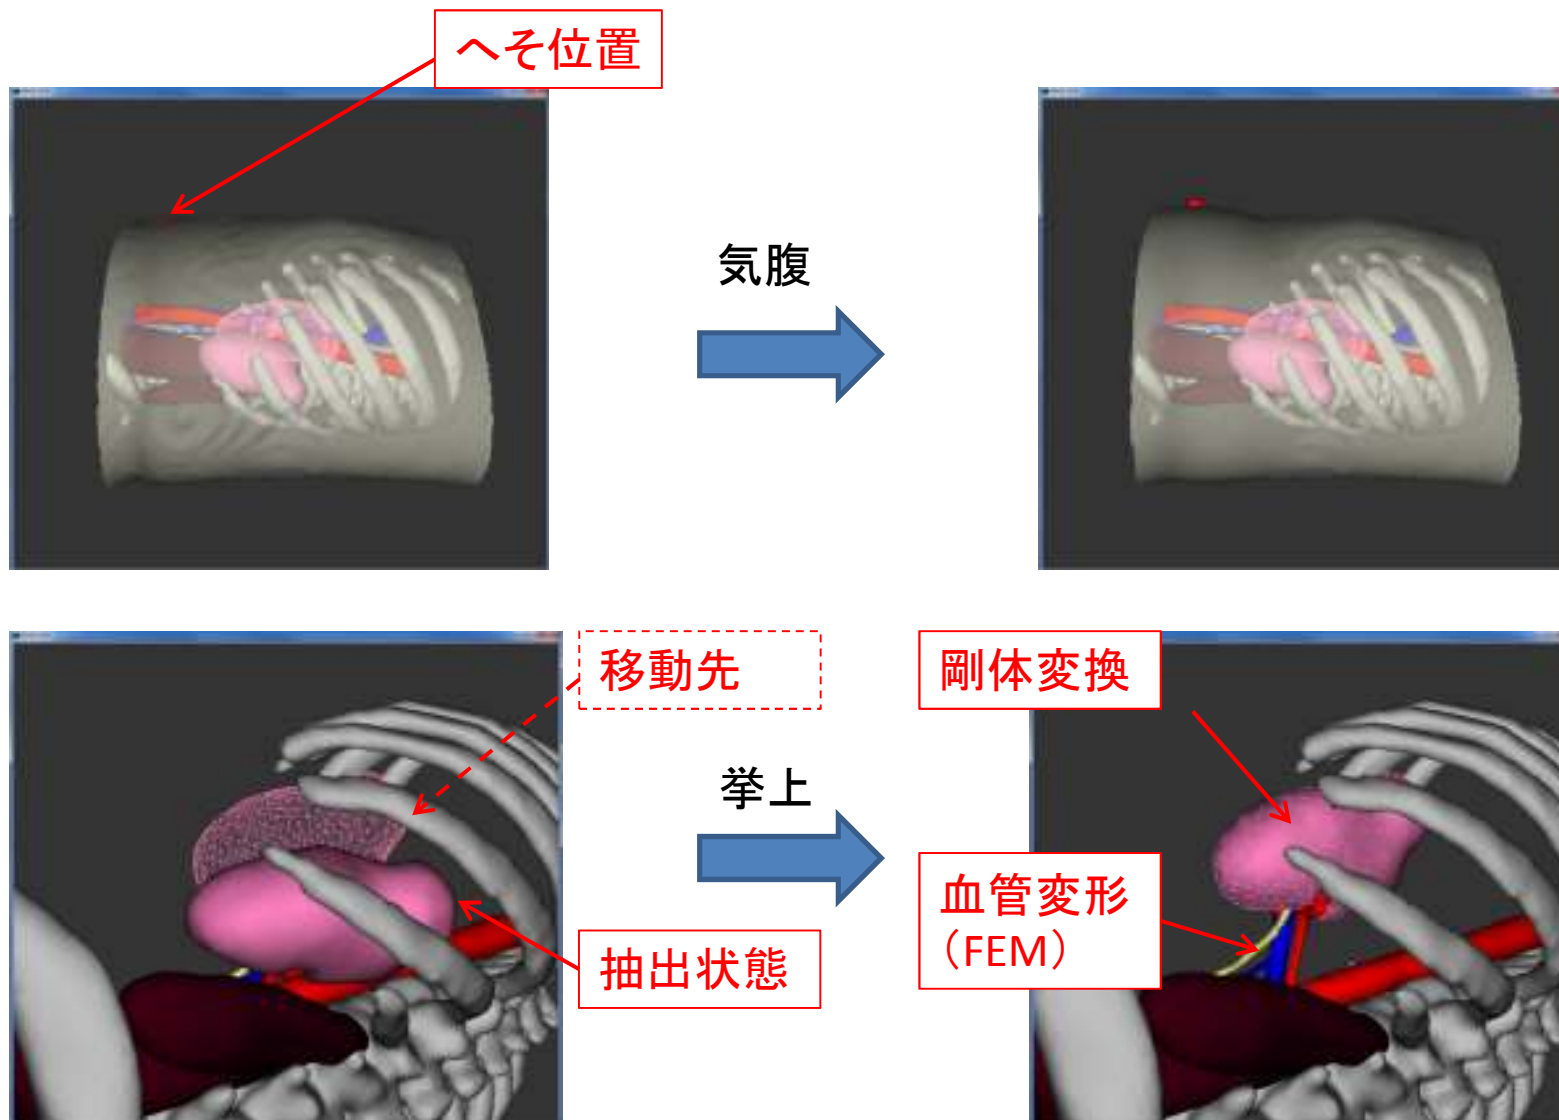 へそ位置
気腹
移動先
剛体変換
挙上
血管変形
（FEM）
抽出状態